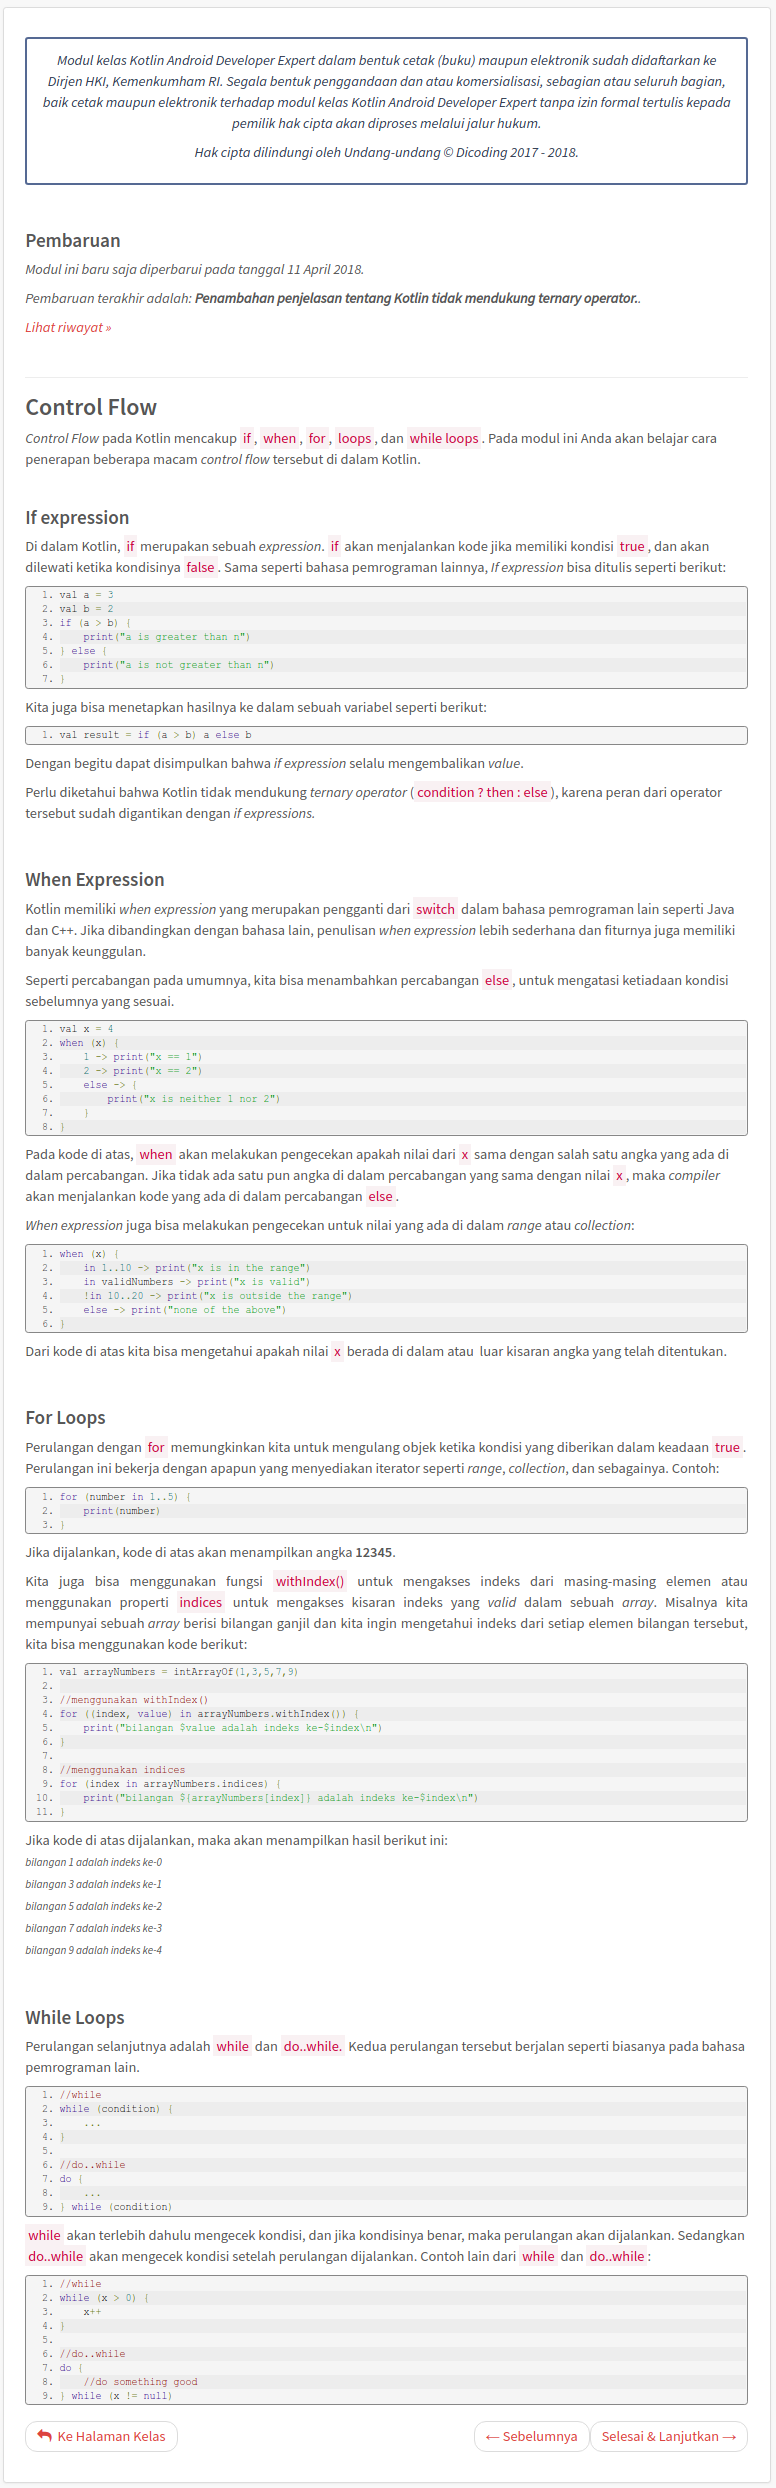 Modul kelas Kotlin Android Developer Expert dalam bentuk cetak (buku) maupun elektronik sudah didaftarkan ke
Dirjen HKI, Kemenkumham RI. Segala bentuk penggandaan dan atau komersialisasi, sebagian atau seluruh bagian,
baik cetak maupun elektronik terhadap modul kelas Kotlin Android Developer Expert tanpa izin formal tertulis kepada
pemilik hak cipta akan diproses melalui jalur hukum.
Hak cipta dilindungi oleh Undang-undang © Dicoding 2017 - 2018.
Pembaruan
Modul ini baru saja diperbarui pada tanggal 11 April 2018.
Pembaruan terakhir adalah: Penambahan penjelasan tentang Kotlin tidak mendukung ternary operator..
Lihat riwayat »
Control Flow
Control Flow pada Kotlin mencakup if, when, for, loops, dan while loops. Pada modul ini Anda akan belajar cara
penerapan beberapa macam control flow tersebut di dalam Kotlin.
If expression
Di dalam Kotlin, if merupakan sebuah expression. if akan menjalankan kode jika memiliki kondisi true, dan akan
dilewati ketika kondisinya false. Sama seperti bahasa pemrograman lainnya, If expression bisa ditulis seperti berikut:
1. val a = 3
2. val b = 2
3. if (a > b) {
4.     print("a is greater than n")
5. } else {
6.     print("a is not greater than n")
7. }
Kita juga bisa menetapkan hasilnya ke dalam sebuah variabel seperti berikut:
1. val result = if (a > b) a else b
Dengan begitu dapat disimpulkan bahwa if expression selalu mengembalikan value.
Perlu diketahui bahwa Kotlin tidak mendukung ternary operator (condition ? then : else), karena peran dari operator
tersebut sudah digantikan dengan if expressions.
When Expression
Kotlin memiliki when expression yang merupakan pengganti dari switch dalam bahasa pemrograman lain seperti Java
dan C++. Jika dibandingkan dengan bahasa lain, penulisan when expression lebih sederhana dan fiturnya juga memiliki
banyak keunggulan.
Seperti percabangan pada umumnya, kita bisa menambahkan percabangan else, untuk mengatasi ketiadaan kondisi
sebelumnya yang sesuai.
1. val x = 4
2. when (x) {
3.     1 -> print("x == 1")
4.     2 -> print("x == 2")
5.     else -> {
6.         print("x is neither 1 nor 2")
7.     }
8. }
Pada kode di atas, when akan melakukan pengecekan apakah nilai dari x sama dengan salah satu angka yang ada di
dalam percabangan. Jika tidak ada satu pun angka di dalam percabangan yang sama dengan nilai x, maka compiler
akan menjalankan kode yang ada di dalam percabangan else.
When expression juga bisa melakukan pengecekan untuk nilai yang ada di dalam range atau collection:
1. when (x) {
2.     in 1..10 -> print("x is in the range")
3.     in validNumbers -> print("x is valid")
4.     !in 10..20 -> print("x is outside the range")
5.     else -> print("none of the above")
6. }
Dari kode di atas kita bisa mengetahui apakah nilai x berada di dalam atau luar kisaran angka yang telah ditentukan.
For Loops
Perulangan dengan for memungkinkan kita untuk mengulang objek ketika kondisi yang diberikan dalam keadaan true.
Perulangan ini bekerja dengan apapun yang menyediakan iterator seperti range, collection, dan sebagainya. Contoh:
1. for (number in 1..5) {
2.     print(number)
3. }
Jika dijalankan, kode di atas akan menampilkan angka 12345.
Kita juga bisa menggunakan fungsi withIndex() untuk mengakses indeks dari masing-masing elemen atau
menggunakan properti indices untuk mengakses kisaran indeks yang valid dalam sebuah array. Misalnya kita
mempunyai sebuah array berisi bilangan ganjil dan kita ingin mengetahui indeks dari setiap elemen bilangan tersebut,
kita bisa menggunakan kode berikut:
1. val arrayNumbers = intArrayOf(1,3,5,7,9)
2.
3. //menggunakan withIndex()
4. for ((index, value) in arrayNumbers.withIndex()) {
5.     print("bilangan $value adalah indeks ke-$index\n")
6. }
7.
8. //menggunakan indices
9. for (index in arrayNumbers.indices) {
10.     print("bilangan ${arrayNumbers[index]} adalah indeks ke-$index\n")
11. }
Jika kode di atas dijalankan, maka akan menampilkan hasil berikut ini:
bilangan 1 adalah indeks ke-0
bilangan 3 adalah indeks ke-1
bilangan 5 adalah indeks ke-2
bilangan 7 adalah indeks ke-3
bilangan 9 adalah indeks ke-4
While Loops
Perulangan selanjutnya adalah while dan do..while. Kedua perulangan tersebut berjalan seperti biasanya pada bahasa
pemrograman lain.
1. //while
2. while (condition) {
3.     ...
4. }
5.
6. //do..while
7. do {
8.     ...
9. } while (condition)
while akan terlebih dahulu mengecek kondisi, dan jika kondisinya benar, maka perulangan akan dijalankan. Sedangkan
do..while akan mengecek kondisi setelah perulangan dijalankan. Contoh lain dari while dan do..while:
1. //while
2. while (x > 0) {
3.     x++
4. }
5.
6. //do..while
7. do {
8.     //do something good
9. } while (x != null)
Ke Halaman Kelas
← Sebelumnya
Selesai & Lanjutkan →